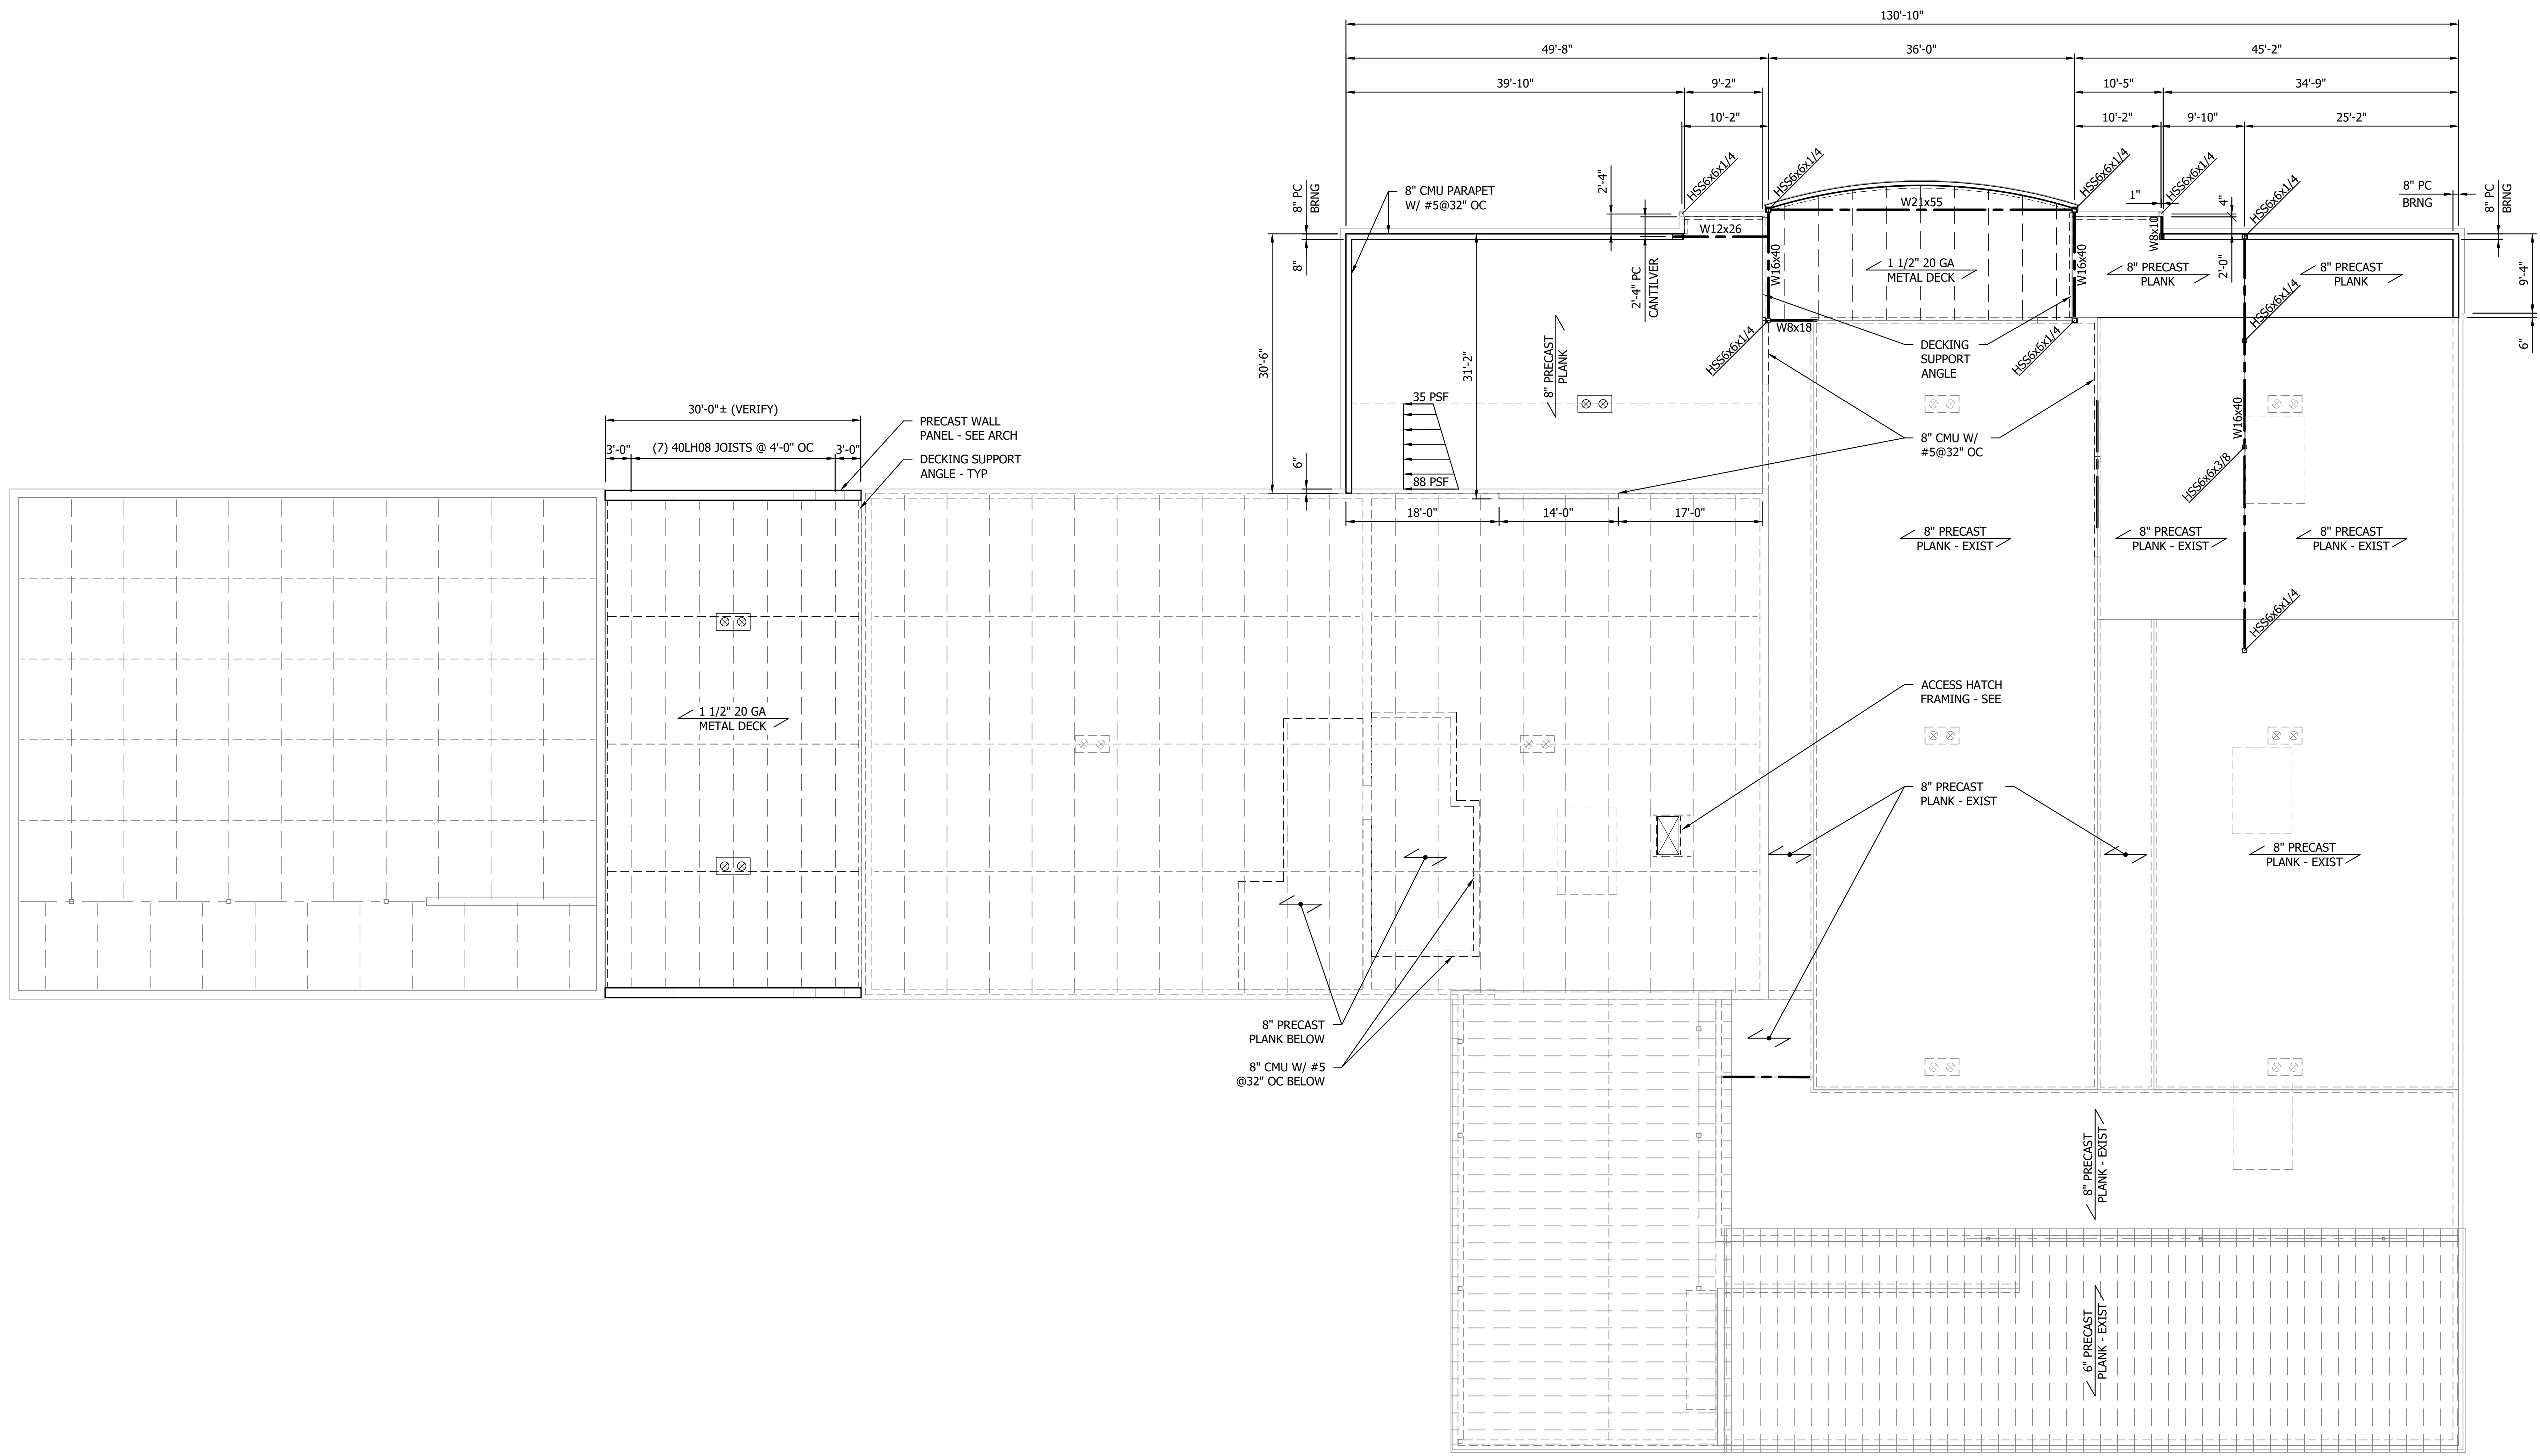 130'-10"
49'-8"
36'-0"
45'-2"
39'-10"
9'-2"
10'-5"
34'-9"
10'-2"
10'-2"
9'-10"
25'-2"
8" PC
BRNG
8" CMU PARAPET
W/ #5@32" OC
2'-4"
HSS6x6x1/4
HSS6x6x1/4
HSS6x6x1/4
HSS6x6x1/4
1"
4"
HSS6x6x1/4
8" PC
BRNG
8" PC
BRNG
W21x55
W12x26
W16x40
W16x40
W8x10
2'-0"
8"
2'-4" PC
CANTILVER
1 1/2" 20 GA
METAL DECK
8" PRECAST
PLANK
8" PRECAST
PLANK
9'-4"
HSS6x6x1/4
W8x18
HSS6x6x1/4
HSS6x6x1/4
6"
30'-6"
31'-2"
8" PRECAST
PLANK
DECKING
SUPPORT
ANGLE
35 PSF
88 PSF
W16x40
30'-0"± (VERIFY)
3'-0"
(7) 40LH08 JOISTS @ 4'-0" OC
3'-0"
PRECAST WALL
PANEL - SEE ARCH
DECKING SUPPORT
ANGLE - TYP
6"
8" CMU W/
#5@32" OC
HSS6x6x3/8
18'-0"
14'-0"
17'-0"
8" PRECAST
PLANK - EXIST
8" PRECAST
PLANK - EXIST
8" PRECAST
PLANK - EXIST
HSS6x6x1/4
ACCESS HATCH
FRAMING - SEE
1 1/2" 20 GA
METAL DECK
8" PRECAST
PLANK - EXIST
8" PRECAST
PLANK - EXIST
8" PRECAST
PLANK BELOW
8" CMU W/ #5
@32" OC BELOW
8" PRECAST
PLANK - EXIST
6" PRECAST
PLANK - EXIST